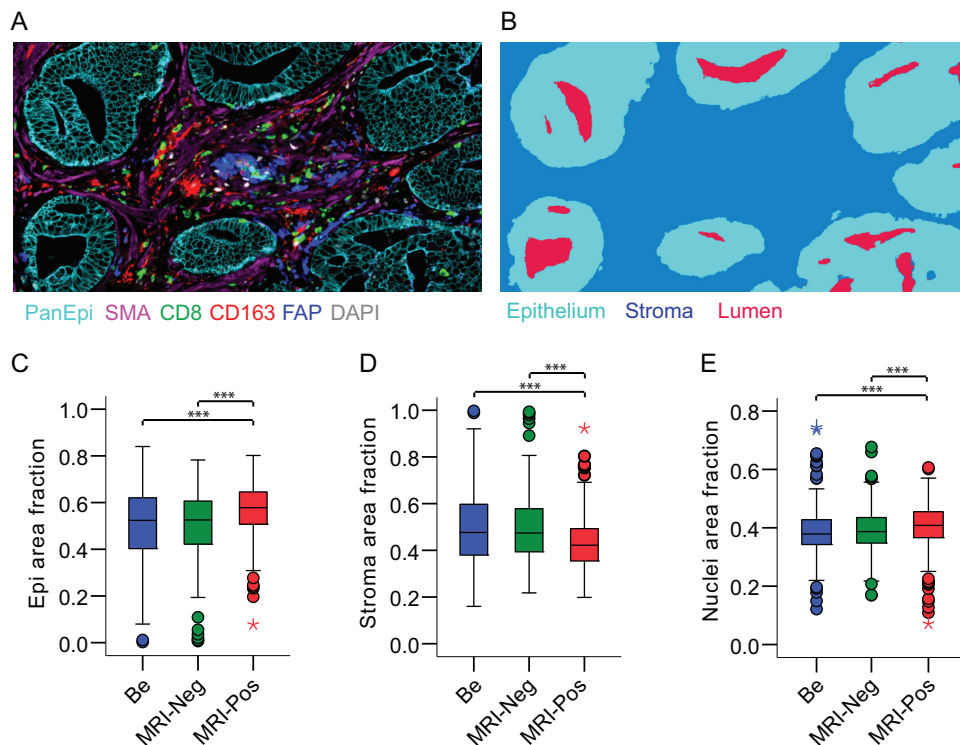 A
B
PanEpi SMA CD8 CD163 FAP DAPI
Epithelium Stroma Lumen
C
D
E
***
***
Epi area fraction
1.0
0.8
0.6
0.4
0.2
0.0
Be
MRI-Neg
MRI-Pos
***
***
Stroma area fraction
1.0
0.8
0.6
0.4
0.2
0.0
Be
MRI-Neg
MRI-Pos
***
***
Nuclei area fraction
0.8
0.6
0.4
0.2
0.0
Be
MRI-Neg
MRI-Pos